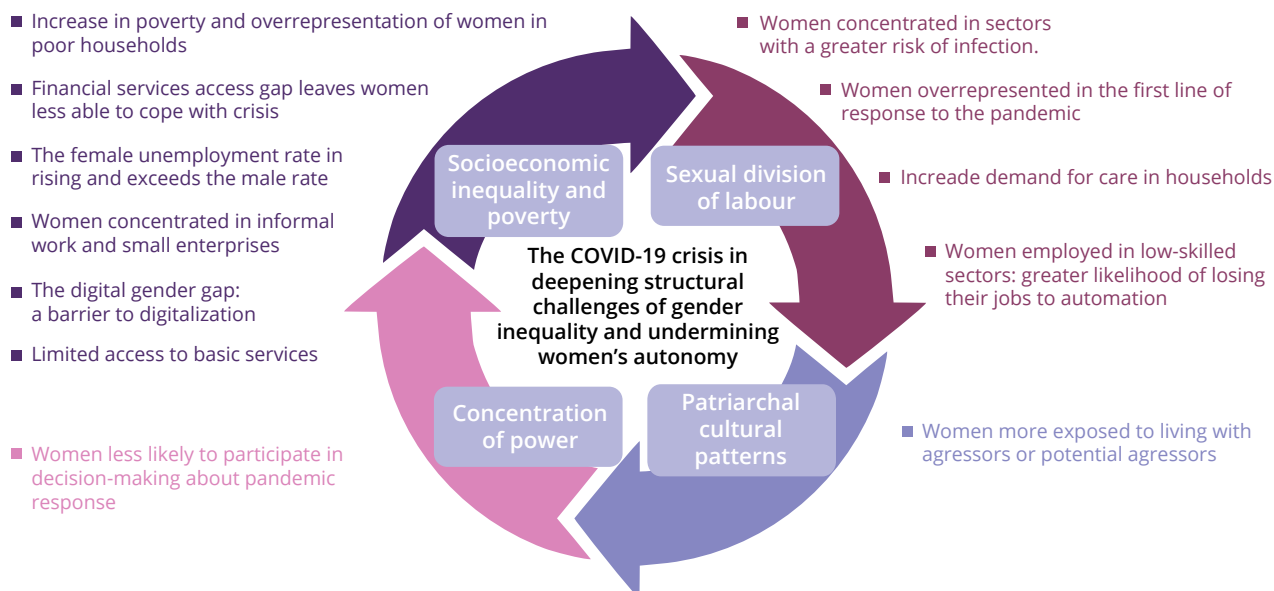 Increase in poverty and overrepresentation of women in
poor households
Financial services access gap leaves women
less able to cope with crisis
The female unemployment rate in
rising and exceeds the male rate
Women concentrated in informal
work and small enterprises
The digital gender gap:
a barrier to digitalization
Limited access to basic services
Women less likely to participate in
decision-making about pandemic
response
Socioeconomic
inequality and
poverty
Sexual division
of labour
The COVID-19 crisis in
deepening structural
challenges of gender
inequality and undermining
women’s autonomy
Concentration
of power
Patriarchal
cultural
patterns
Women concentrated in sectors
with a greater risk of infection.
Women overrepresented in the first line of
response to the pandemic
Increade demand for care in households
Women employed in low-skilled
sectors: greater likelihood of losing
their jobs to automation
Women more exposed to living with
agressors or potential agressors